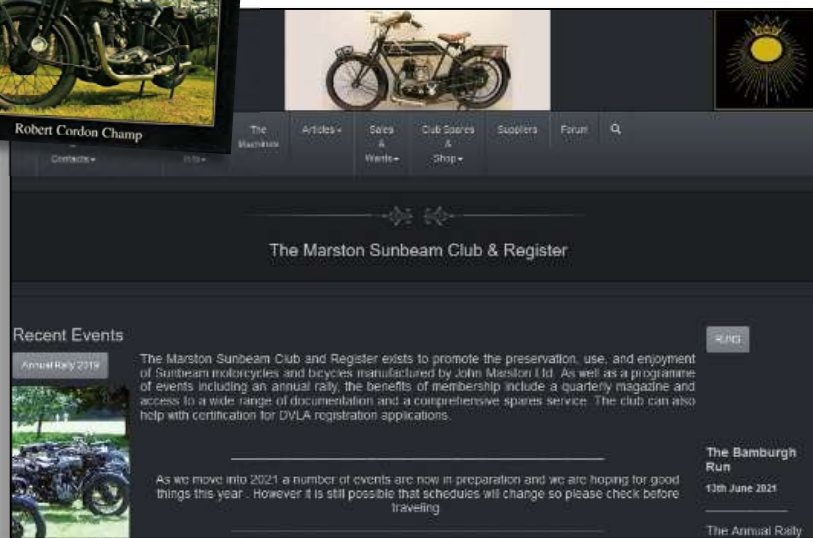 Robert Cordon Champ
Contacts
Info
The
Machines
Articles
Sales
&
Wants
Club Spares
&
Shop
Suppliers
Forum
The Marston Sunbeam Club & Register
Recent Events
Annual Rally 2019
RUNS
The Marston Sunbeam Club and Register exists to promote the preservation, use, and enjoyment
of Sunbeam motorcycles and bicycles manufactured by John Marston Ltd. As well as a programme
of events including an annual rally, the benefits of membership include a quarterly magazine and
access to a wide range of documentation and a comprehensive spares service. The club can also
help with certification for DVLA registration applications.
As we move into 2021 a number of events are now in preparation and we are hoping for good
things this year . However it is still possible that schedules will change so please check before
traveling
The Bamburgh
Run
13th June 2021
The Annual Rally